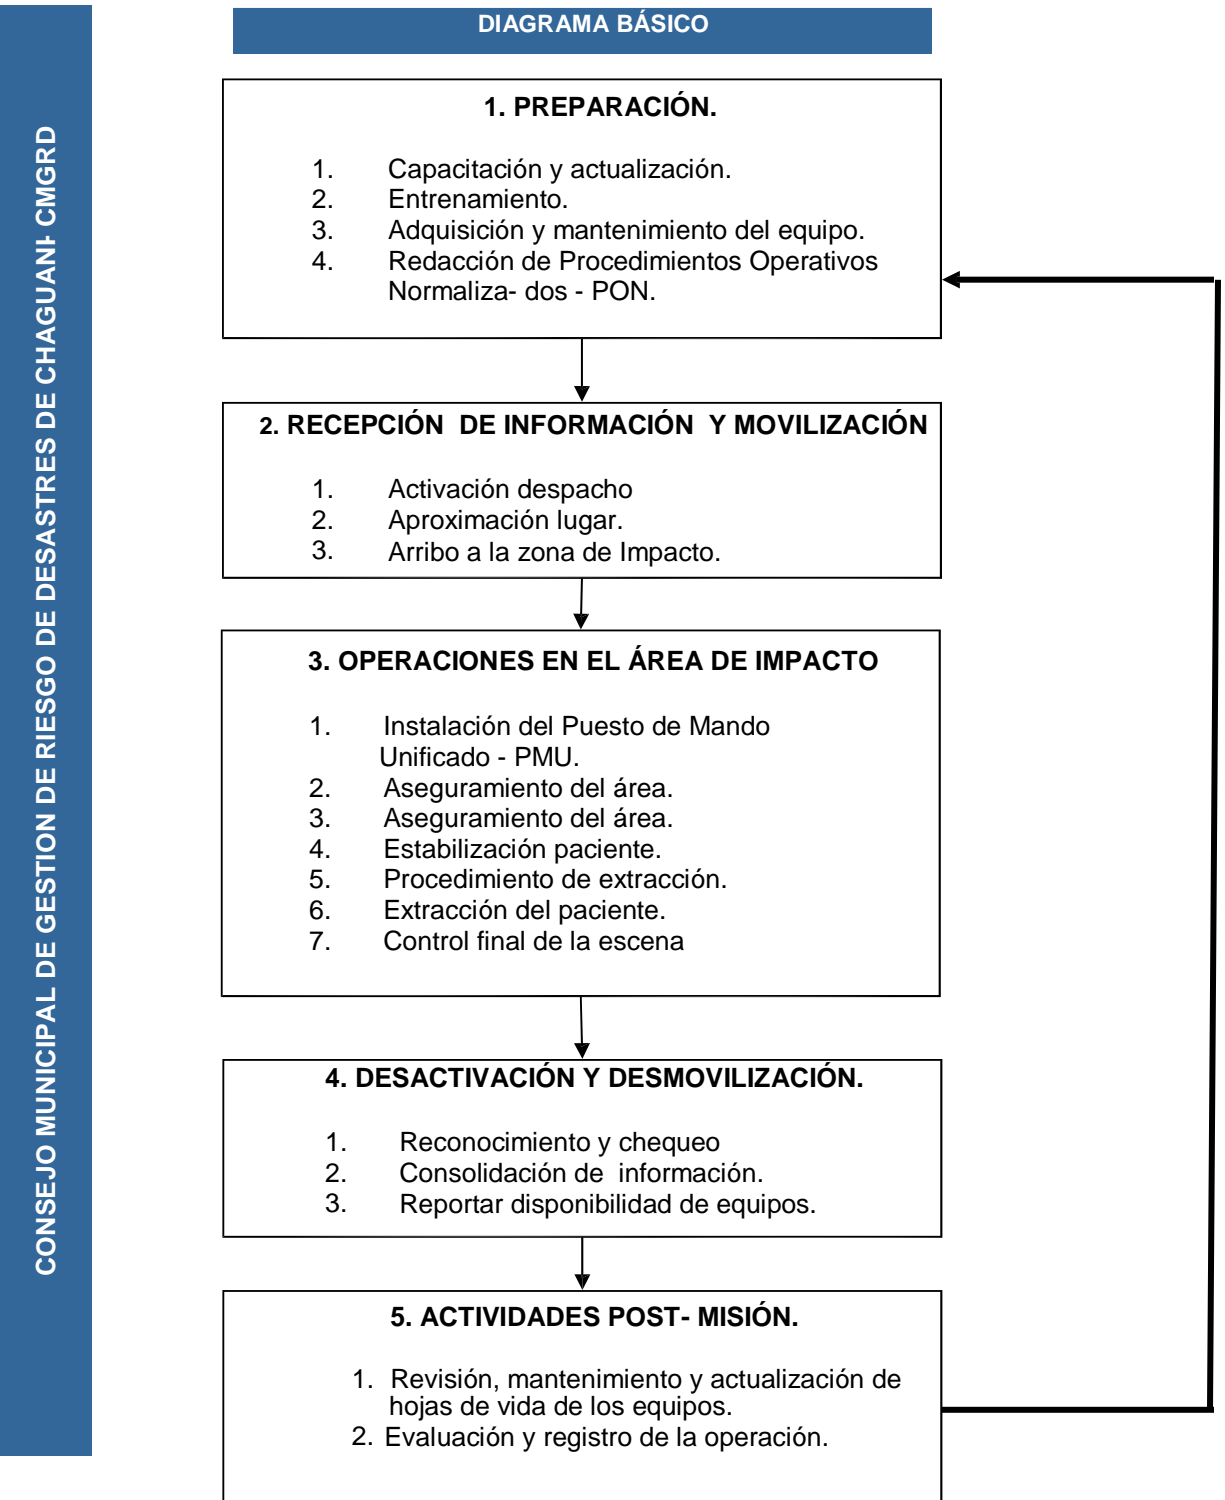 DIAGRAMA BÁSICO
CONSEJO MUNICIPAL DE GESTION DE RIESGO DE DESASTRES DE CHAGUANI- CMGRD
1. PREPARACIÓN.
1. Capacitación y actualización.
2. Entrenamiento.
3. Adquisición y mantenimiento del equipo.
4. Redacción de Procedimientos Operativos
Normaliza- dos - PON.
2. RECEPCIÓN DE INFORMACIÓN Y MOVILIZACIÓN
1. Activación despacho
2. Aproximación lugar.
3. Arribo a la zona de Impacto.
3. OPERACIONES EN EL ÁREA DE IMPACTO
1. Instalación del Puesto de Mando
Unificado - PMU.
2. Aseguramiento del área.
3. Aseguramiento del área.
4. Estabilización paciente.
5. Procedimiento de extracción.
6. Extracción del paciente.
7. Control final de la escena
4. DESACTIVACIÓN Y DESMOVILIZACIÓN.
1. Reconocimiento y chequeo
2. Consolidación de información.
3. Reportar disponibilidad de equipos.
5. ACTIVIDADES POST- MISIÓN.
1. Revisión, mantenimiento y actualización de
hojas de vida de los equipos.
2. Evaluación y registro de la operación.